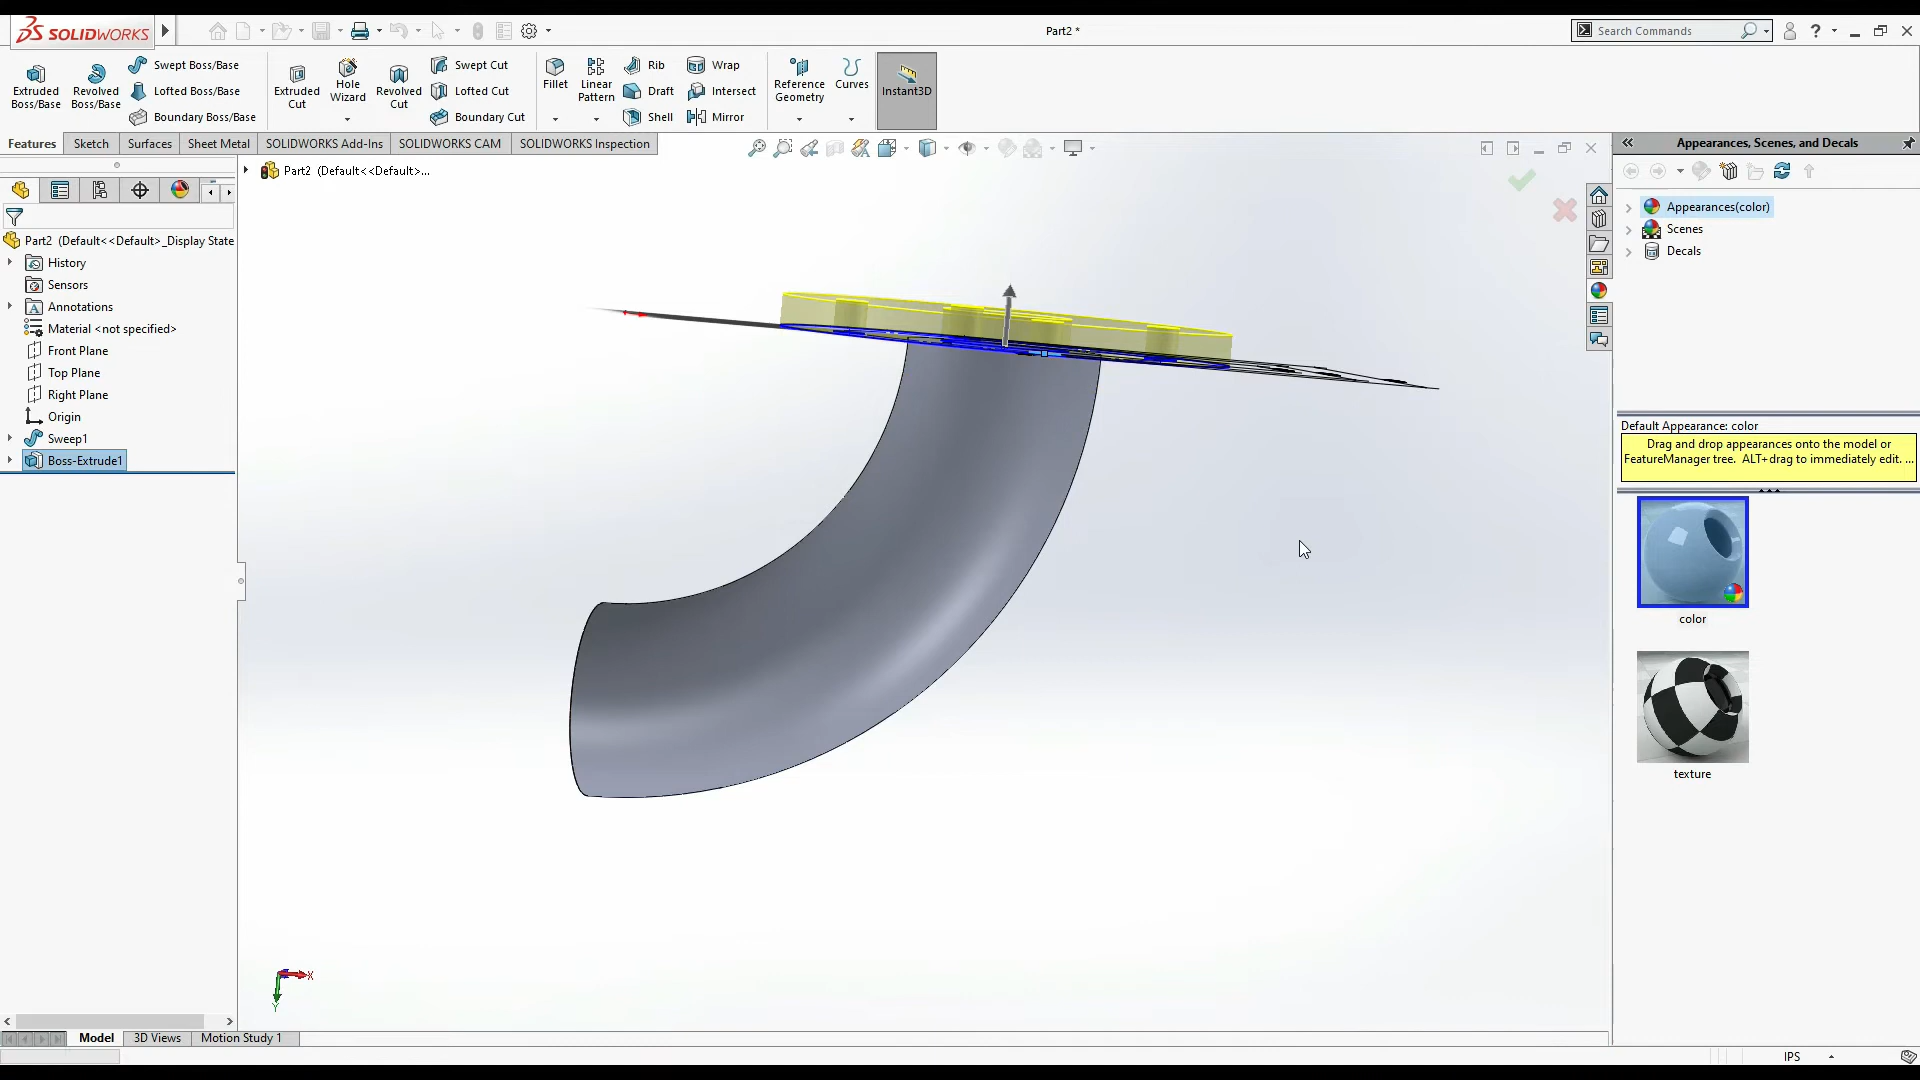 SOLIDWORKS
Part2 *
Search Commands
?
Extruded Boss/Base
Revolved Boss/Base
Swept Boss/Base
Lofted Boss/Base
Boundary Boss/Base
Extruded Cut
Hole Wizard
Revolved Cut
Swept Cut
Lofted Cut
Boundary Cut
Fillet
Linear Pattern
Rib
Draft
Shell
Wrap
Intersect
Mirror
Reference Geometry
Curves
Instant3D
Features
Sketch
Surfaces
Sheet Metal
SOLIDWORKS Add-Ins
SOLIDWORKS CAM
SOLIDWORKS Inspection
Part2 (Default<<Default>...
Part2 (Default<<Default>_Display State
History
Sensors
A Annotations
Material <not specified>
Front Plane
Top Plane
Right Plane
Origin
Sweep1
Boss-Extrude1
X
Y
Model
3D Views
Motion Study 1
Appearances, Scenes, and Decals
Appearances(color)
Scenes
Decals
Default Appearance: color
Drag and drop appearances onto the model or
FeatureManager tree. ALT+drag to immediately edit. ...
color
texture
IPS